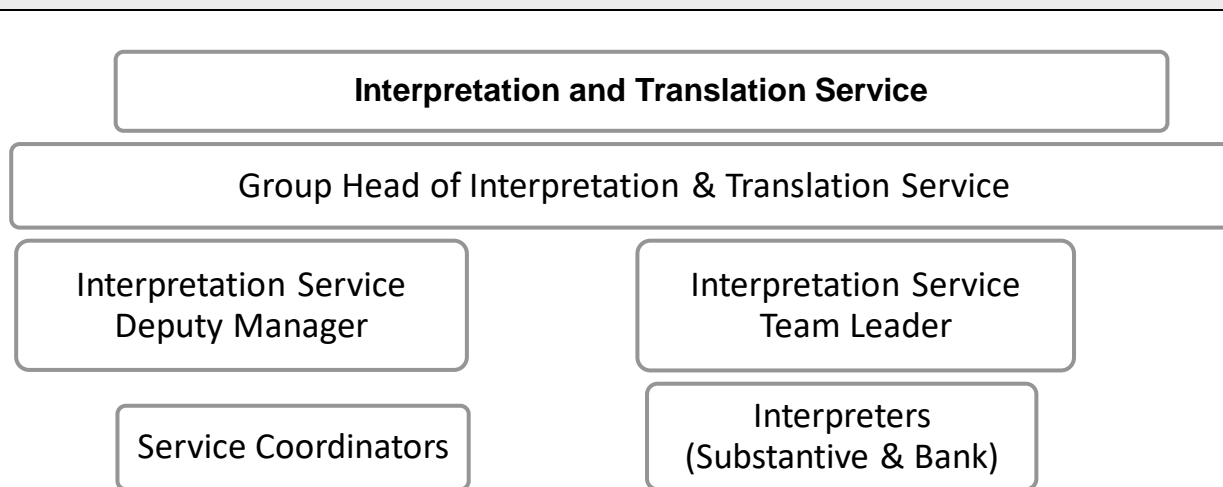 Interpretation and Translation Service
Group Head of Interpretation & Translation Service
Interpretation Service
Deputy Manager
Interpretation Service
Team Leader
Service Coordinators
Interpreters
(Substantive & Bank)